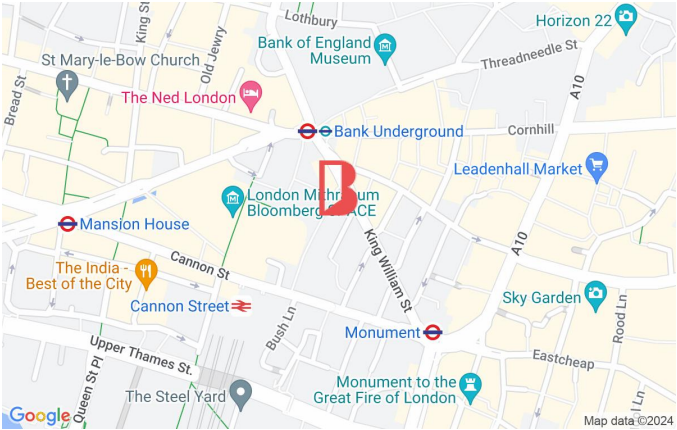 Lothbury
Horizon 22
King St
Bank of England
Museum
Old Jewry
Threadneedle St
St Mary-le-Bow Church
A10
Bread St
The Ned London
Bank Underground
Cornhill
Leadenhall Market
B
London Mithraeum
Bloomberg SPACE
Mansion House
A10
King William St
Cannon St
The India -
Best of the City
Sky Garden
Cannon Street
Rood Ln
Bush Ln
Monument
Upper Thames St.
Eastcheap
Queen St Pl
Monument to the
Great Fire of London
The Steel Yard
Ln
Google
Map data ©2024